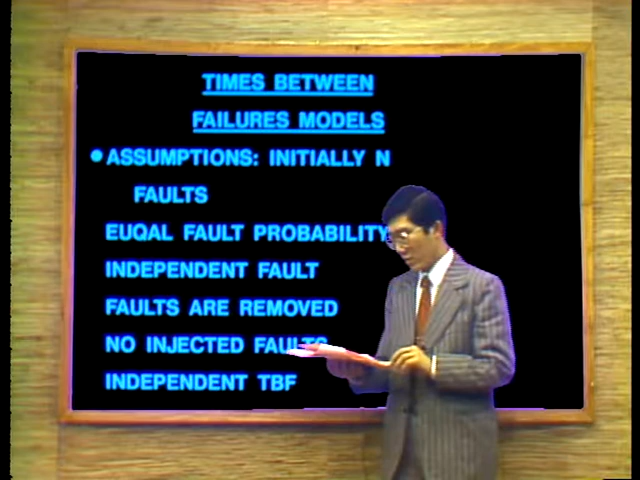 TIMES BETWEEN
FAILURES MODELS
• ASSUMPTIONS: INITIALLY N
FAULTS
EUQAL FAULT PROBABILITY
INDEPENDENT FAULT
FAULTS ARE REMOVED
NO INJECTED FAULTS
INDEPENDENT TBF